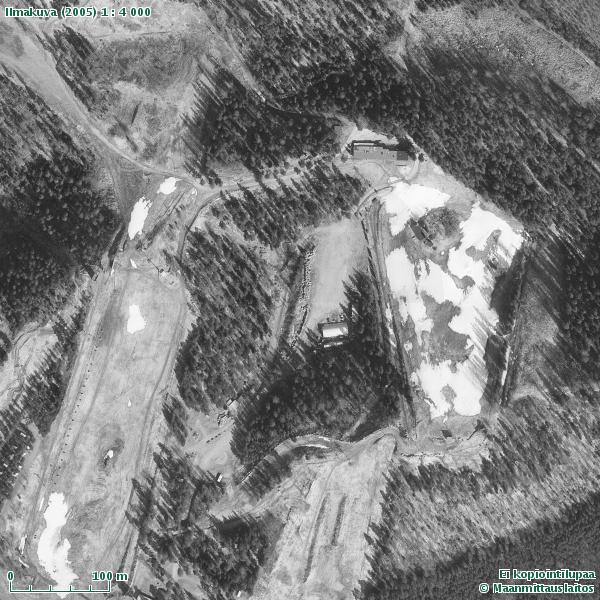 Ilmakuva (2005) 1 : 4 000
0 100 m
Ei kopiointilupaa
© Maanmittauslaitos